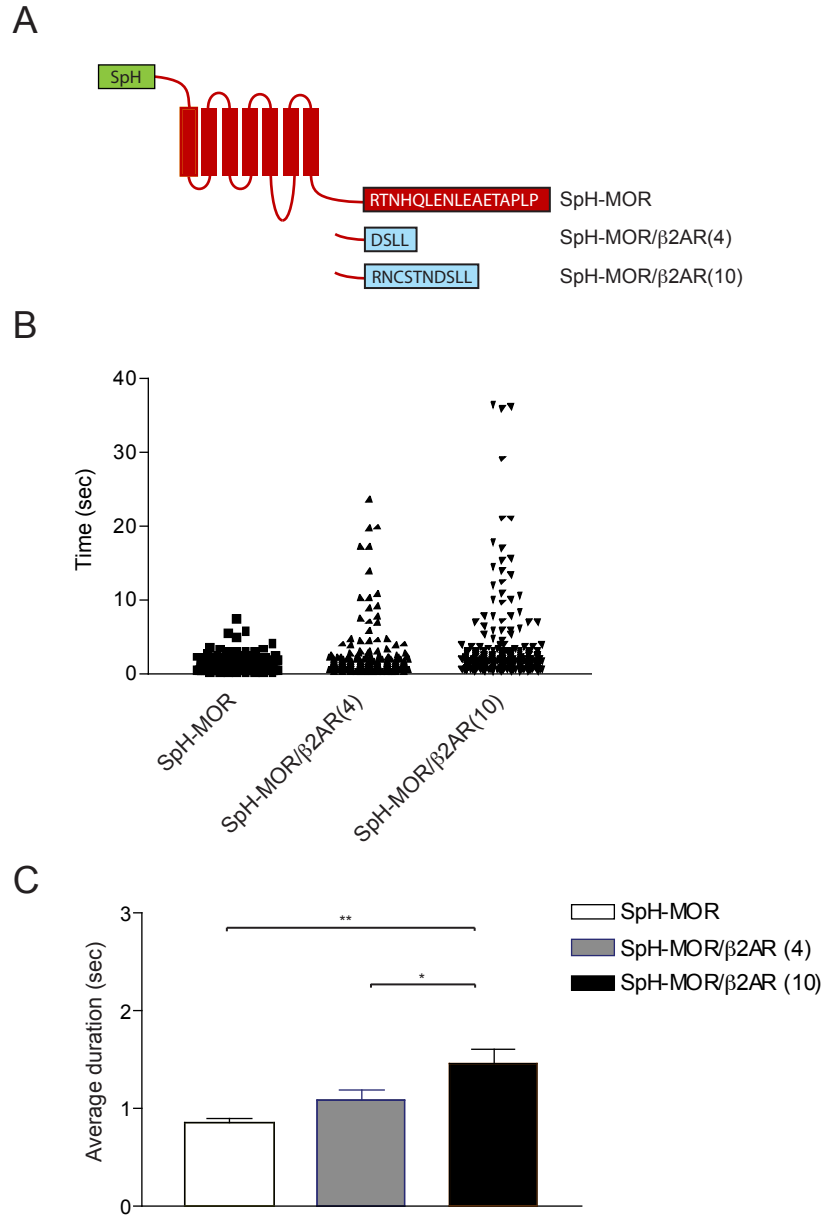 A
SpH
RTNHQLENLEAETAPLP SpH-MOR
DSLL SpH-MOR/β2AR(4)
RNCSTNDSLL SpH-MOR/β2AR(10)
B
40
30
20
10
0
Time (sec)
SpH-MOR
SpH-MOR/β2AR(4)
SpH-MOR/β2AR(10)
C
3
2
1
0
Average duration (sec)
**
*
SpH-MOR
SpH-MOR/β2AR (4)
SpH-MOR/β2AR (10)